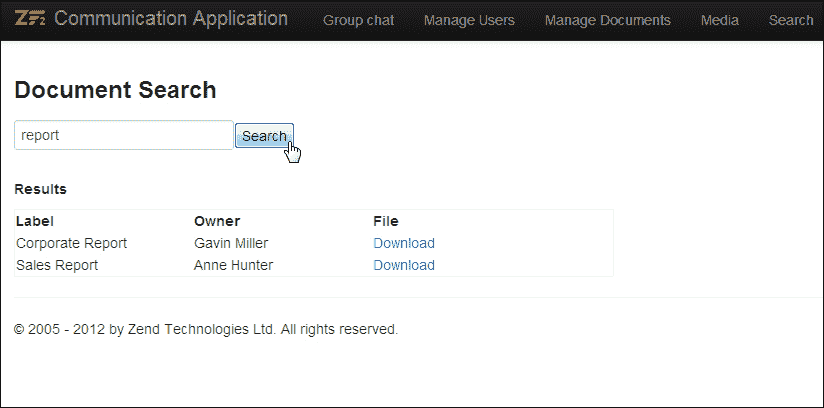 ZF2 Communication Application Group chat Manage Users Manage Documents Media Search
Document Search
report Search
Results
Label Owner File
Corporate Report Gavin Miller Download
Sales Report Anne Hunter Download
© 2005 - 2012 by Zend Technologies Ltd. All rights reserved.